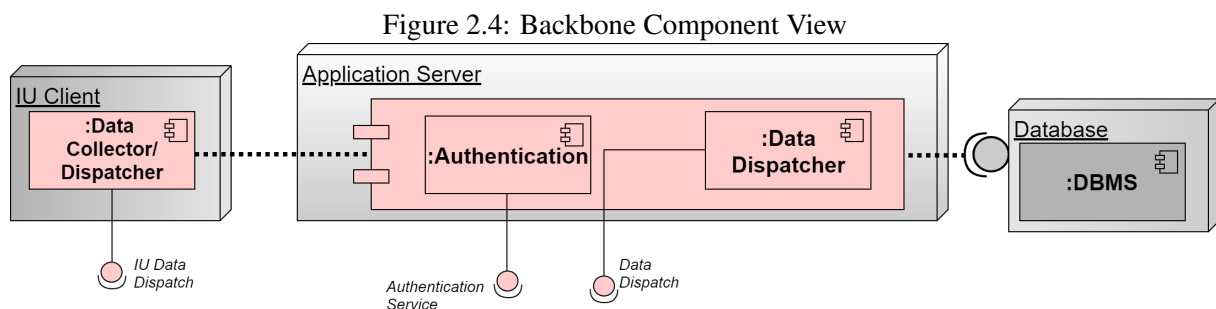 Figure 2.4: Backbone Component View
IU Client
:Data
Collector/
Dispatcher
IU Data
Dispatch
Application Server
:Authentication
Authentication
Service
:Data
Dispatcher
Data
Dispatch
Database
:DBMS